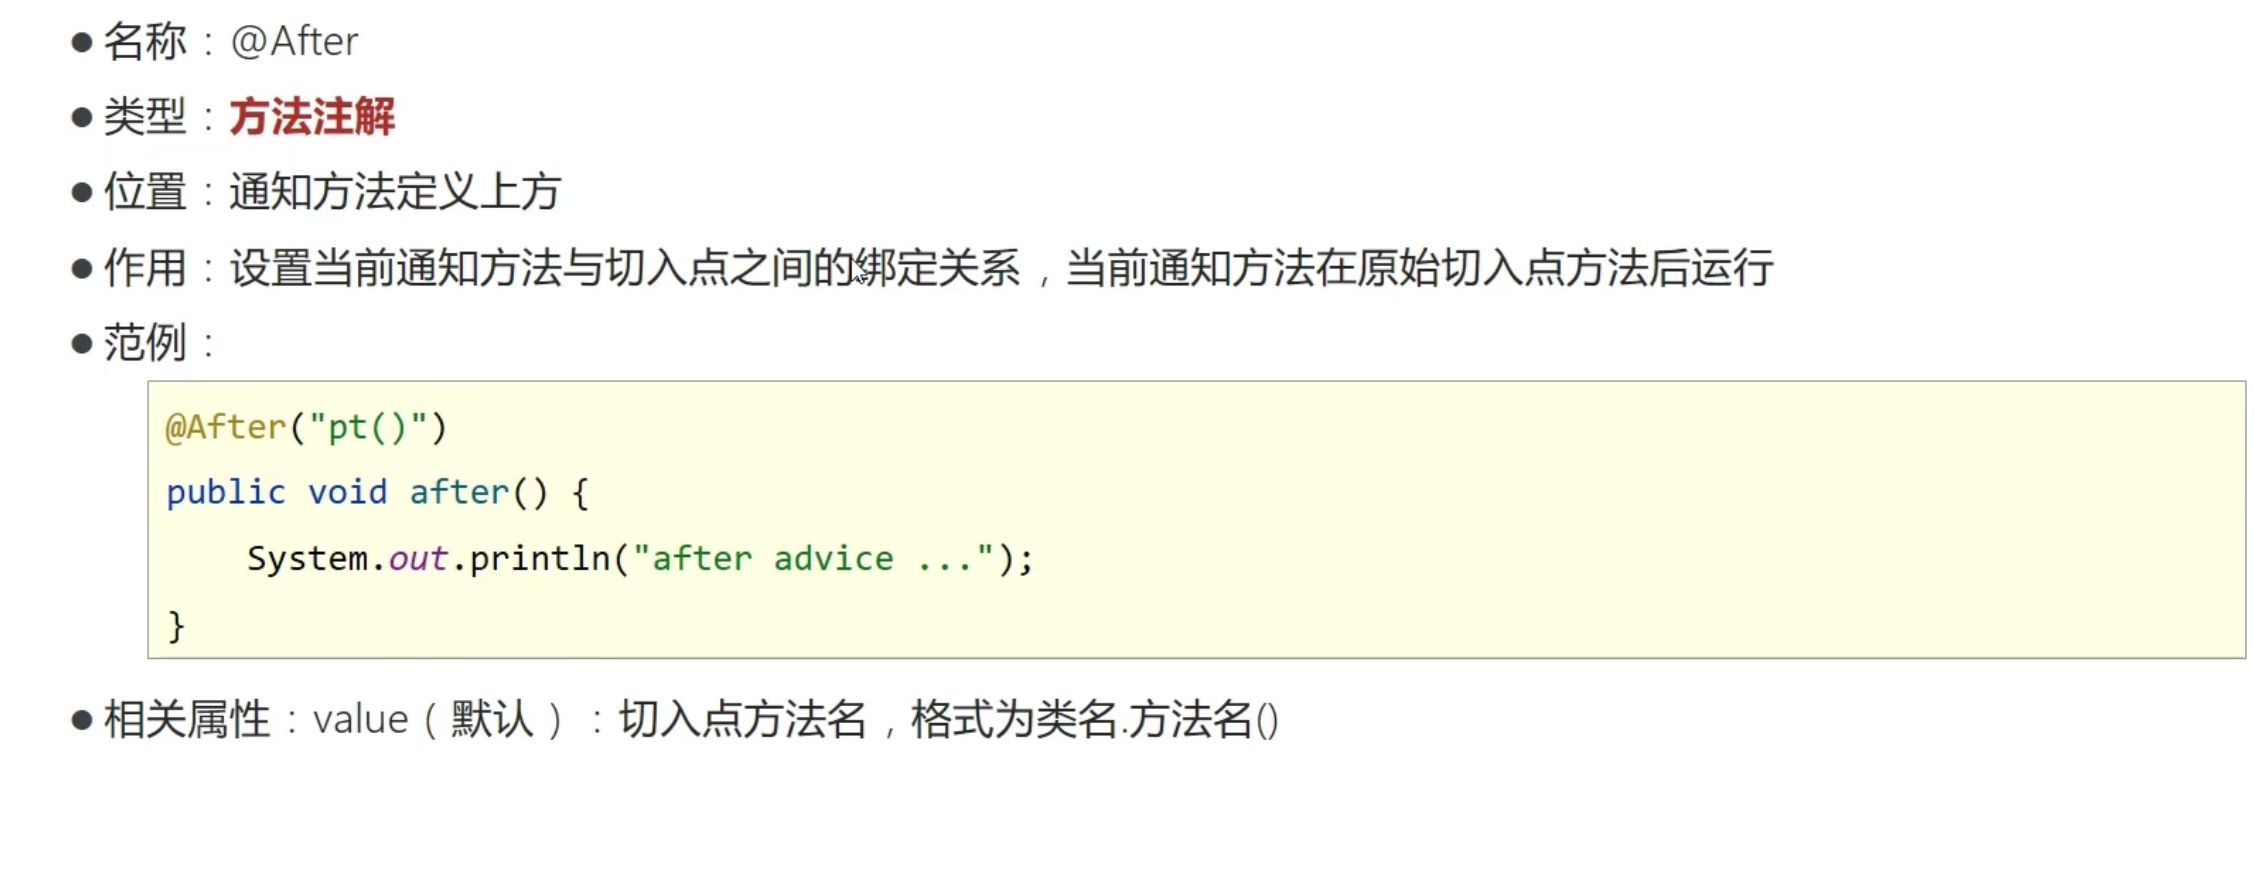 ● 名称：@After
● 类型：方法注解
● 位置：通知方法定义上方
● 作用：设置当前通知方法与切入点之间的绑定关系，当前通知方法在原始切入点方法后运行
● 范例：
@After("pt()")
public void after() {
    System.out.println("after advice ...");
}
● 相关属性：value（默认）：切入点方法名，格式为类名.方法名()